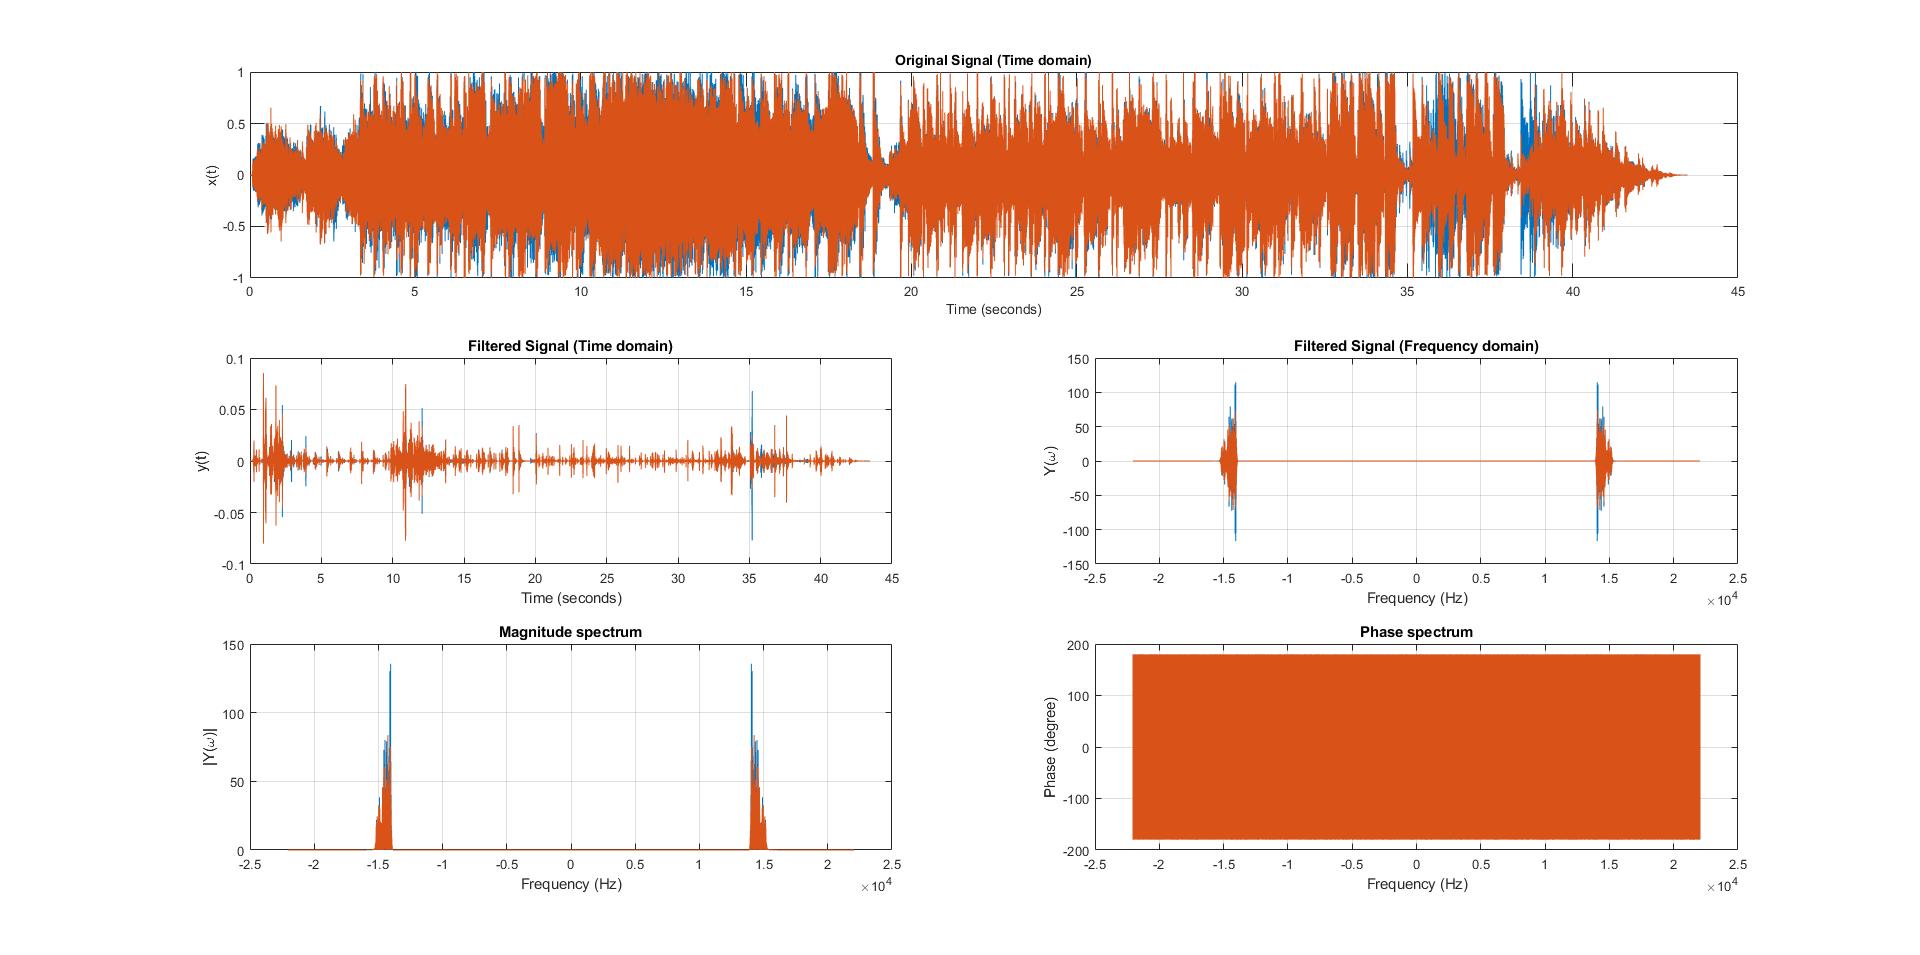 Original Signal (Time domain)
1
0.5
0
-0.5
-1
x(t)
0 5 10 15 20 25 30 35 40 45
Time (seconds)
Filtered Signal (Time domain)
0.1
0.05
0
-0.05
-0.1
y(t)
0 5 10 15 20 25 30 35 40 45
Time (seconds)
Filtered Signal (Frequency domain)
150
100
50
0
-50
-100
-150
Y(ω)
-2.5 -2 -1.5 -1 -0.5 0 0.5 1 1.5 2 2.5
Frequency (Hz)
×10^4
Magnitude spectrum
150
100
50
0
|Y(ω)|
-2.5 -2 -1.5 -1 -0.5 0 0.5 1 1.5 2 2.5
Frequency (Hz)
×10^4
Phase spectrum
200
100
0
-100
-200
Phase (degree)
-2.5 -2 -1.5 -1 -0.5 0 0.5 1 1.5 2 2.5
Frequency (Hz)
×10^4